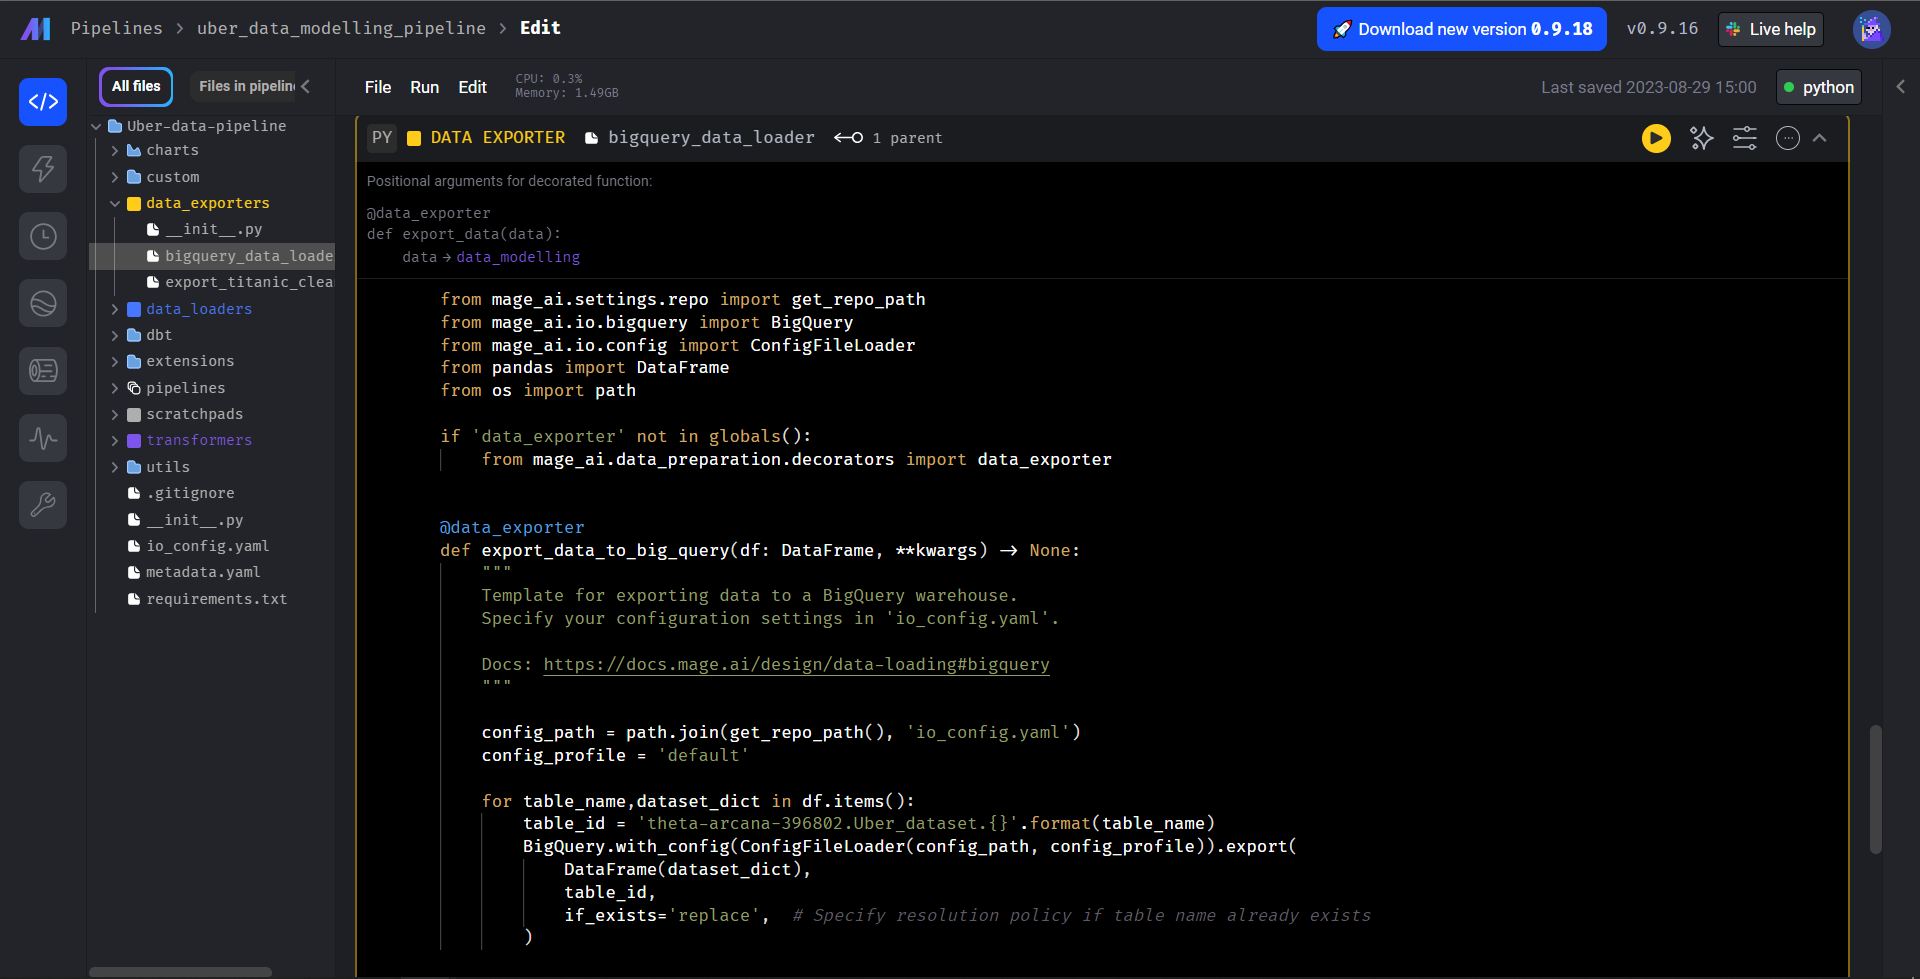 Pipelines > uber_data_modelling_pipeline > Edit
Download new version 0.9.18
v0.9.16
Live help
All files
Files in pipelin
File Run Edit
CPU: 0.3%
Memory: 1.49GB
Last saved 2023-08-29 15:00
python
Uber-data-pipeline
charts
custom
data_exporters
__init__.py
bigquery_data_loade
export_titanic_clea
data_loaders
dbt
extensions
pipelines
scratchpads
transformers
utils
.gitignore
__init__.py
io_config.yaml
metadata.yaml
requirements.txt
PY DATA EXPORTER bigquery_data_loader 1 parent
Positional arguments for decorated function:
@data_exporter
def export_data(data):
    data → data_modelling
from mage_ai.settings.repo import get_repo_path
from mage_ai.io.bigquery import BigQuery
from mage_ai.io.config import ConfigFileLoader
from pandas import DataFrame
from os import path
if 'data_exporter' not in globals():
    from mage_ai.data_preparation.decorators import data_exporter
@data_exporter
def export_data_to_big_query(df: DataFrame, **kwargs) -> None:
    """
    Template for exporting data to a BigQuery warehouse.
    Specify your configuration settings in 'io_config.yaml'.
    Docs: https://docs.mage.ai/design/data-loading#bigquery
    """
    config_path = path.join(get_repo_path(), 'io_config.yaml')
    config_profile = 'default'
    for table_name,dataset_dict in df.items():
        table_id = 'theta-arcana-396802.Uber_dataset.{}'.format(table_name)
        BigQuery.with_config(ConfigFileLoader(config_path, config_profile)).export(
            DataFrame(dataset_dict),
            table_id,
            if_exists='replace',  # Specify resolution policy if table name already exists
        )